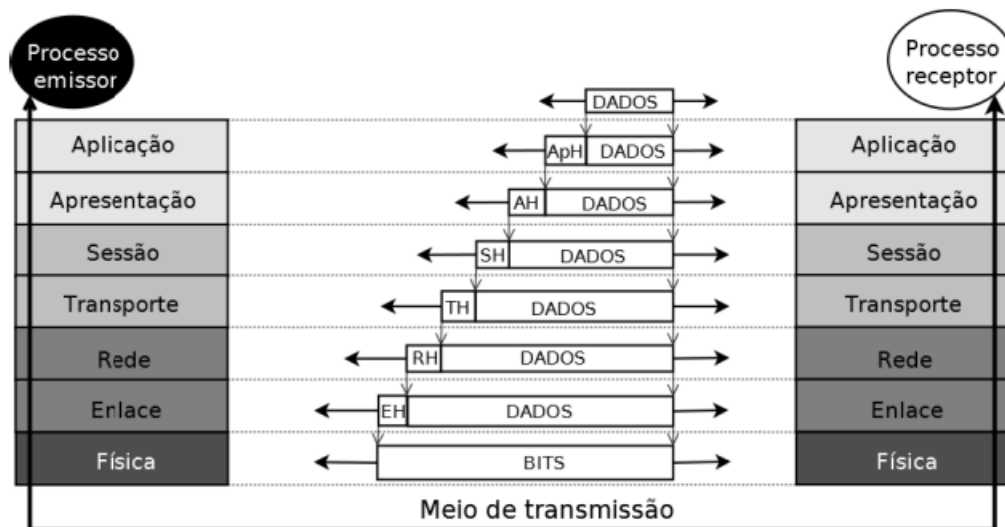 Processo
emissor
Processo
receptor
DADOS
Aplicação
ApH
DADOS
Aplicação
Apresentação
AH
DADOS
Apresentação
Sessão
SH
DADOS
Sessão
Transporte
TH
DADOS
Transporte
Rede
RH
DADOS
Rede
Enlace
EH
DADOS
Enlace
Física
BITS
Física
Meio de transmissão